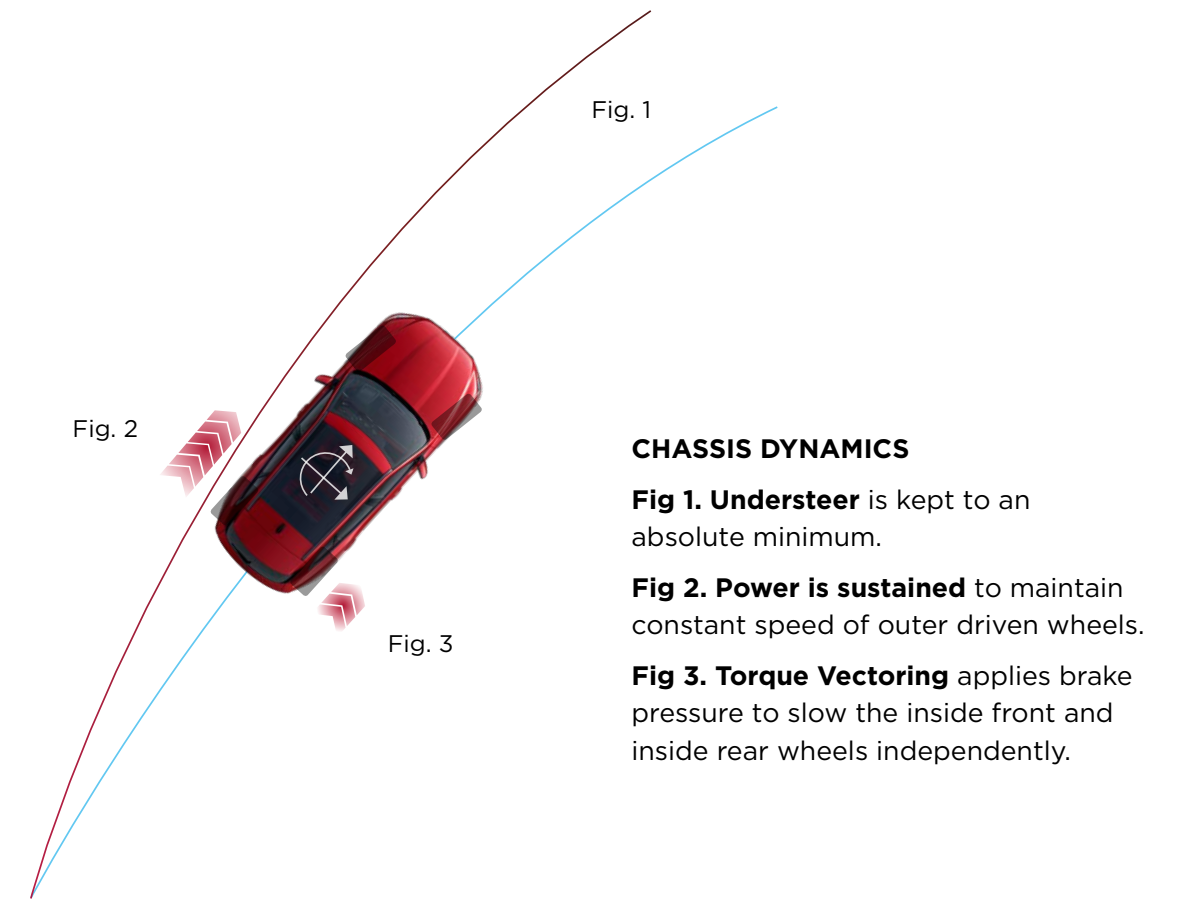 Fig. 1
Fig. 2
Fig. 3
CHASSIS DYNAMICS
Fig 1. Understeer is kept to an
absolute minimum.
Fig 2. Power is sustained to maintain
constant speed of outer driven wheels.
Fig 3. Torque Vectoring applies brake
pressure to slow the inside front and
inside rear wheels independently.